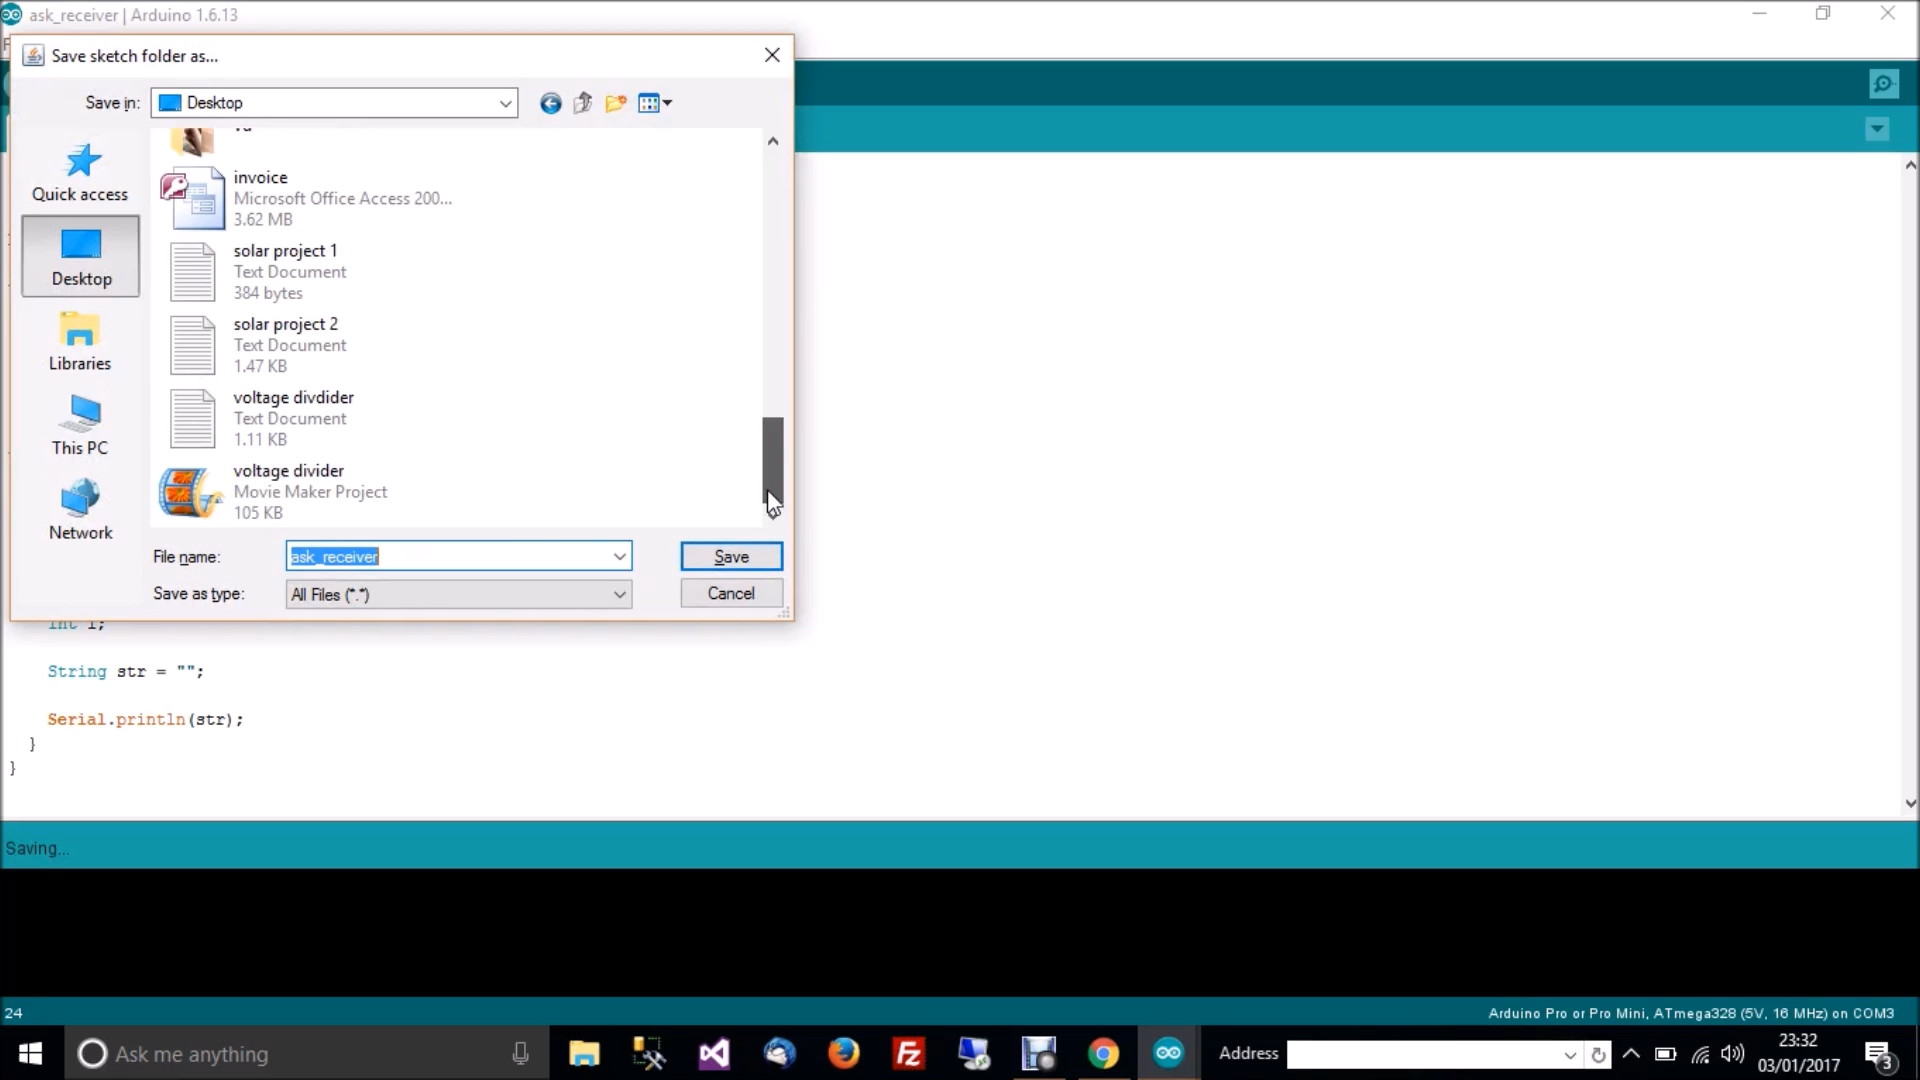 ask_receiver | Arduino 1.6.13
Save sketch folder as...
Save in:
Desktop
Quick access
Desktop
Libraries
This PC
Network
invoice
Microsoft Office Access 200...
3.62 MB
solar project 1
Text Document
384 bytes
solar project 2
Text Document
1.47 KB
voltage divdider
Text Document
1.11 KB
voltage divider
Movie Maker Project
105 KB
File name:
ask_receiver
Save
Save as type:
All Files (*.*)
Cancel
int i;
String str = "";
Serial.println(str);
}
}
Saving...
24
Arduino Pro or Pro Mini, ATmega328 (5V, 16 MHz) on COM3
Ask me anything
Address
23:32
03/01/2017
3